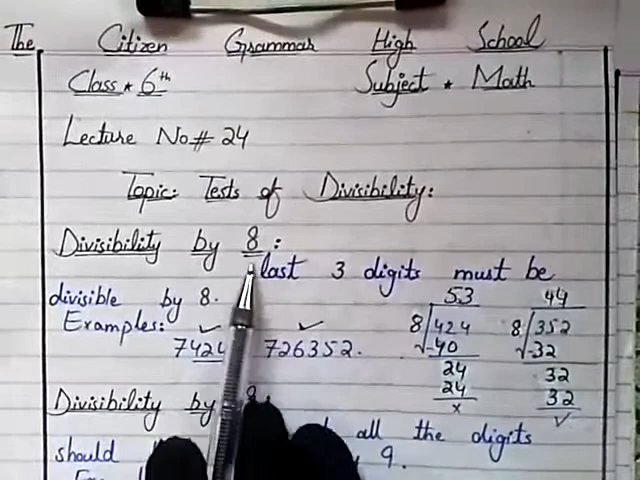 The Citizen Grammar High School
Class * 6th Subject * Math
Lecture No# 24
Topic: Tests of Divisibility:
Divisibility by 8:
last 3 digits must be
divisible by 8.
Examples:
7424 726352.
53
8 424
-40
24
24
x
44
8 352
-32
32
32
Divisibility by
all the digits
should 9.